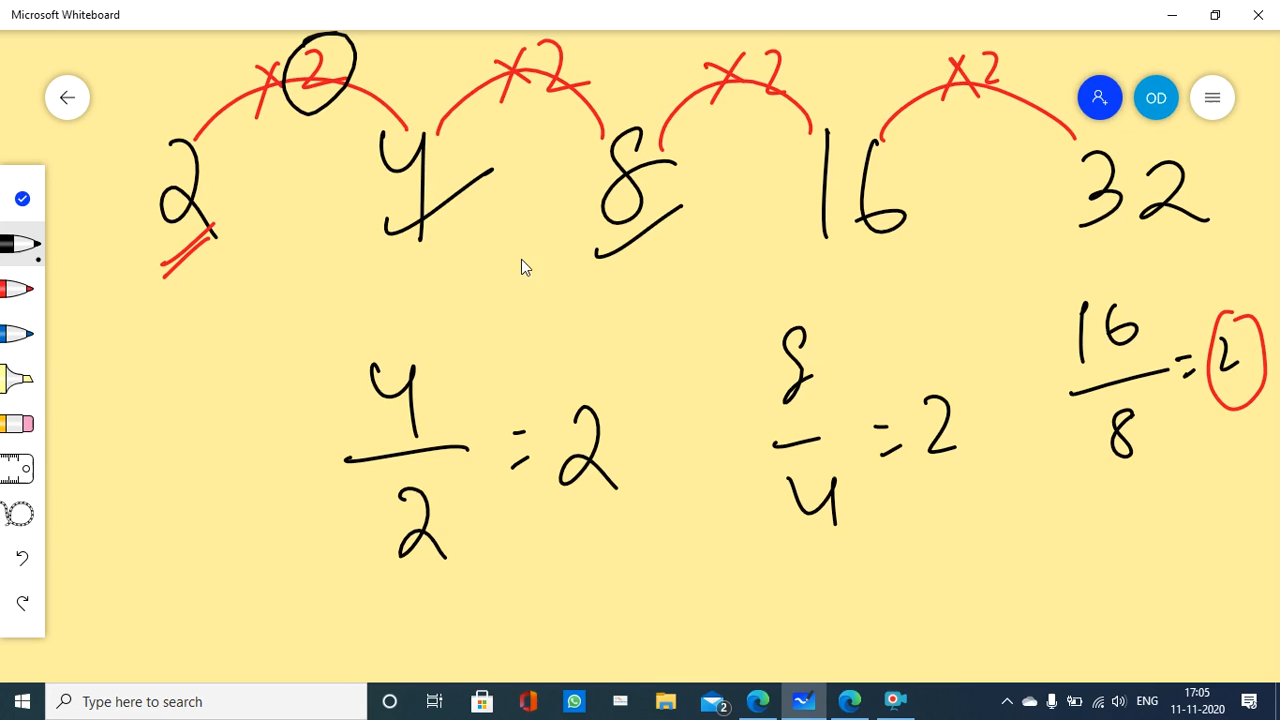 Microsoft Whiteboard
×2 ×2 ×2 ×2
OD
2 4 8 16 32
4/2 = 2
8/4 = 2
16/8 = 2
Type here to search
2
ENG
17:05
11-11-2020